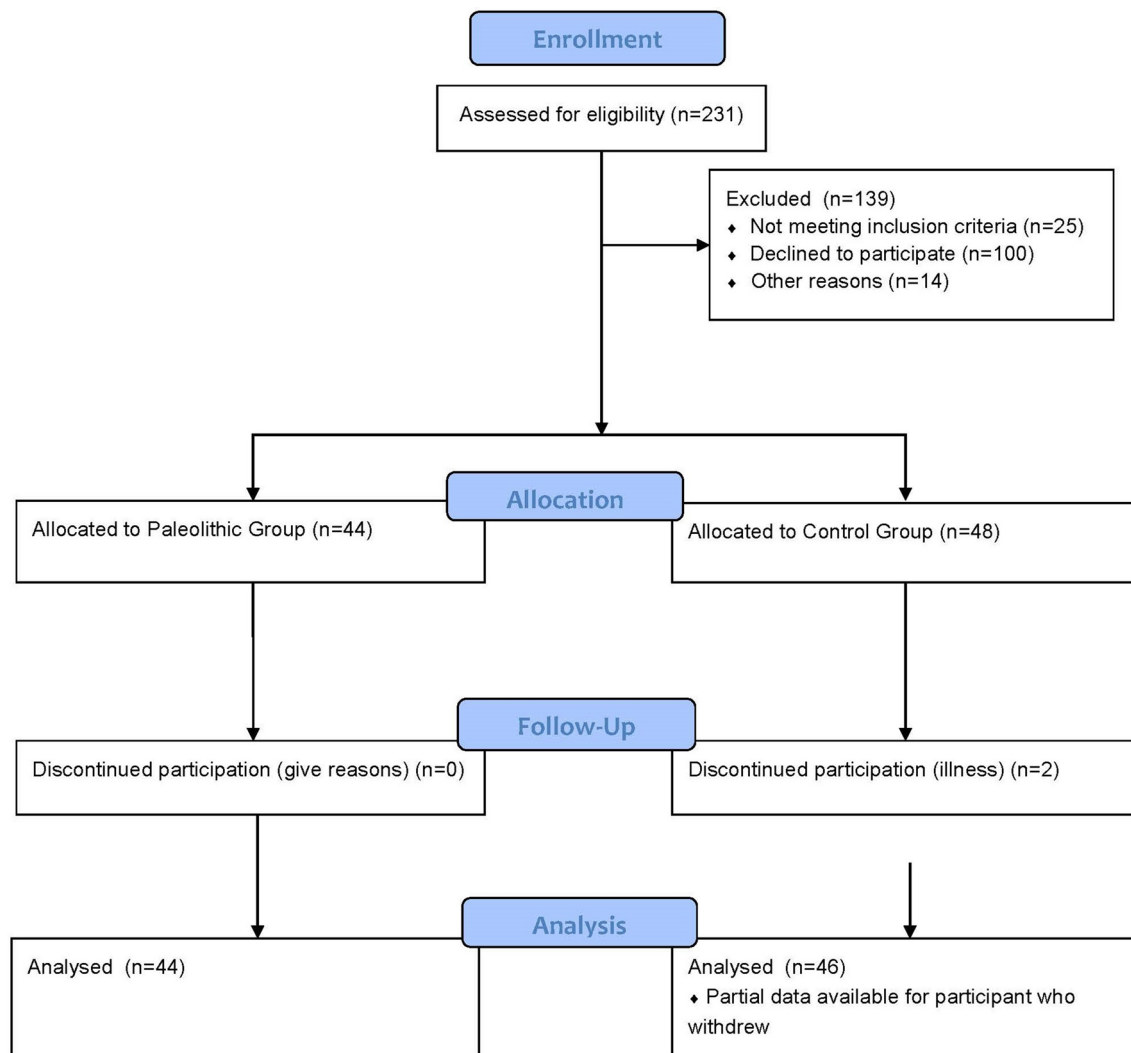 Enrollment
Assessed for eligibility (n=231)
Excluded (n=139)
♦ Not meeting inclusion criteria (n=25)
♦ Declined to participate (n=100)
♦ Other reasons (n=14)
Allocation
Allocated to Paleolithic Group (n=44)
Allocated to Control Group (n=48)
Follow-Up
Discontinued participation (give reasons) (n=0)
Discontinued participation (illness) (n=2)
Analysis
Analysed (n=44)
Analysed (n=46)
♦ Partial data available for participant who
withdrew